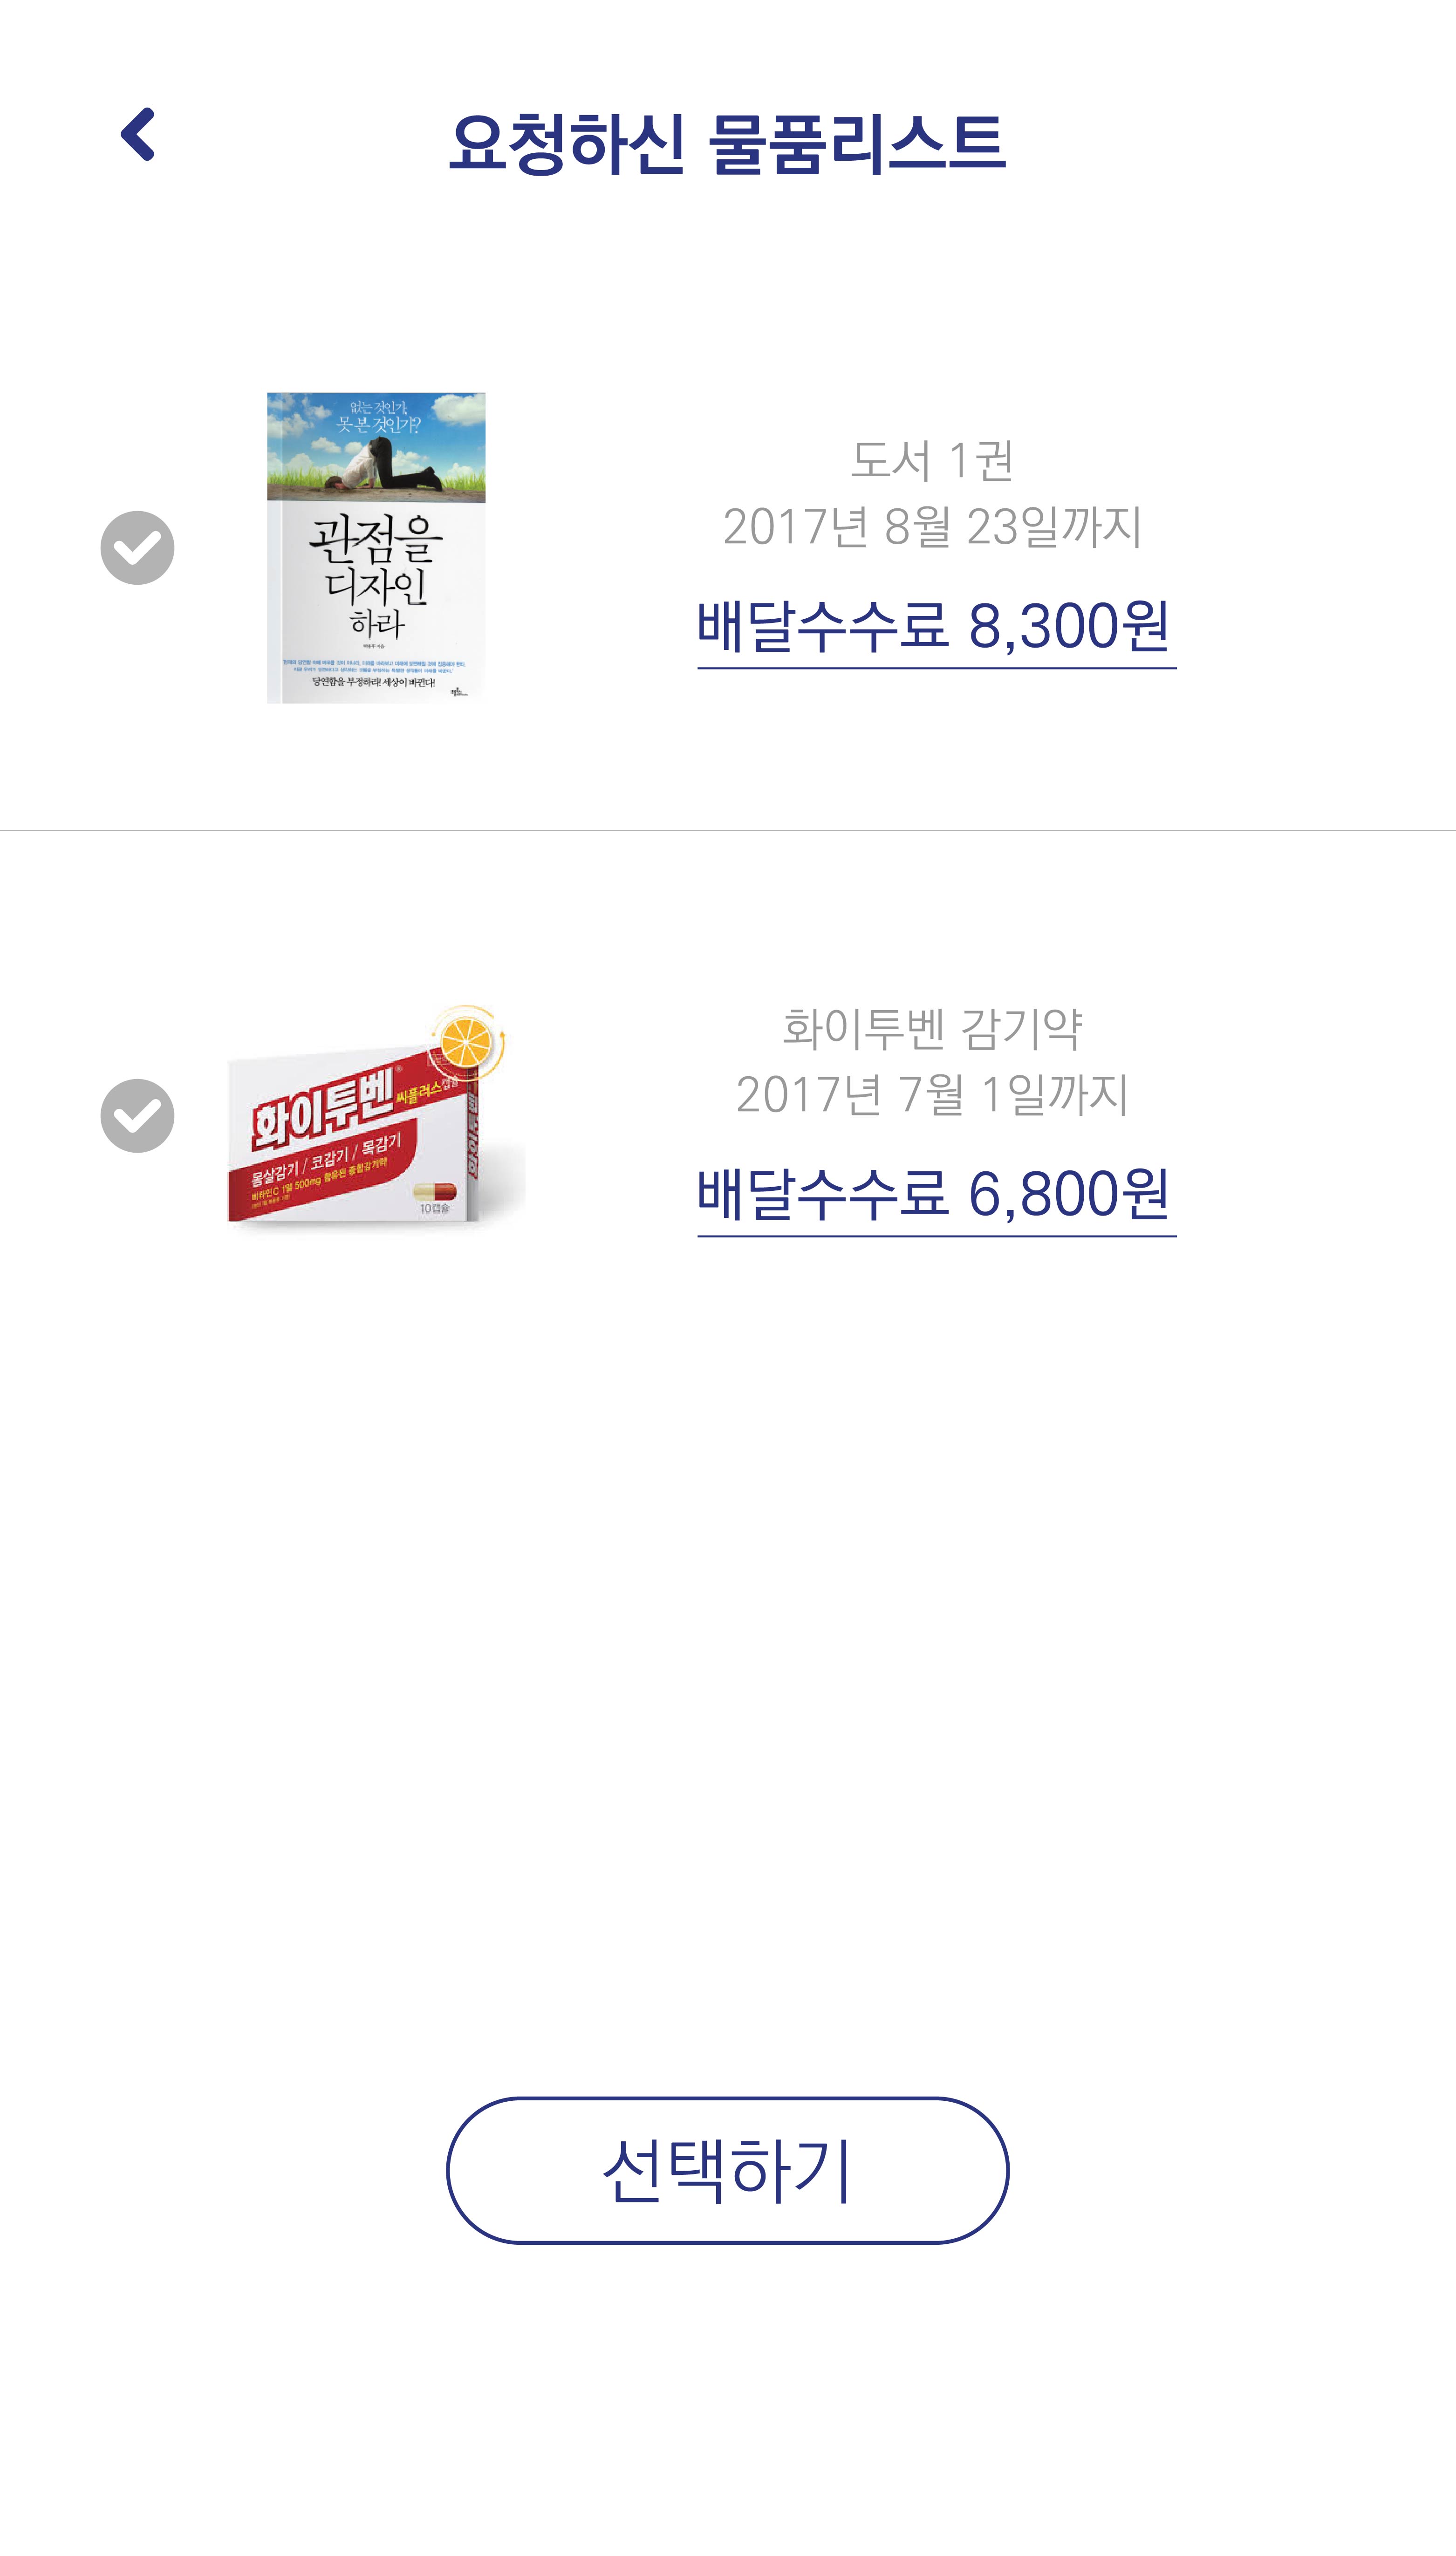 요청하신 물품리스트
없는 것인가,
못 본 것인가?
관점을
디자인
하라
당연함을 부정하라! 세상이 바뀐다!
도서 1권
2017년 8월 23일까지
배달수수료 8,300원
화이투벤®
씨플러스캡슐
몸살감기 / 코감기 / 목감기
비타민C 1일 500mg 함유된 종합감기약
10캡슐
화이투벤 감기약
2017년 7월 1일까지
배달수수료 6,800원
선택하기